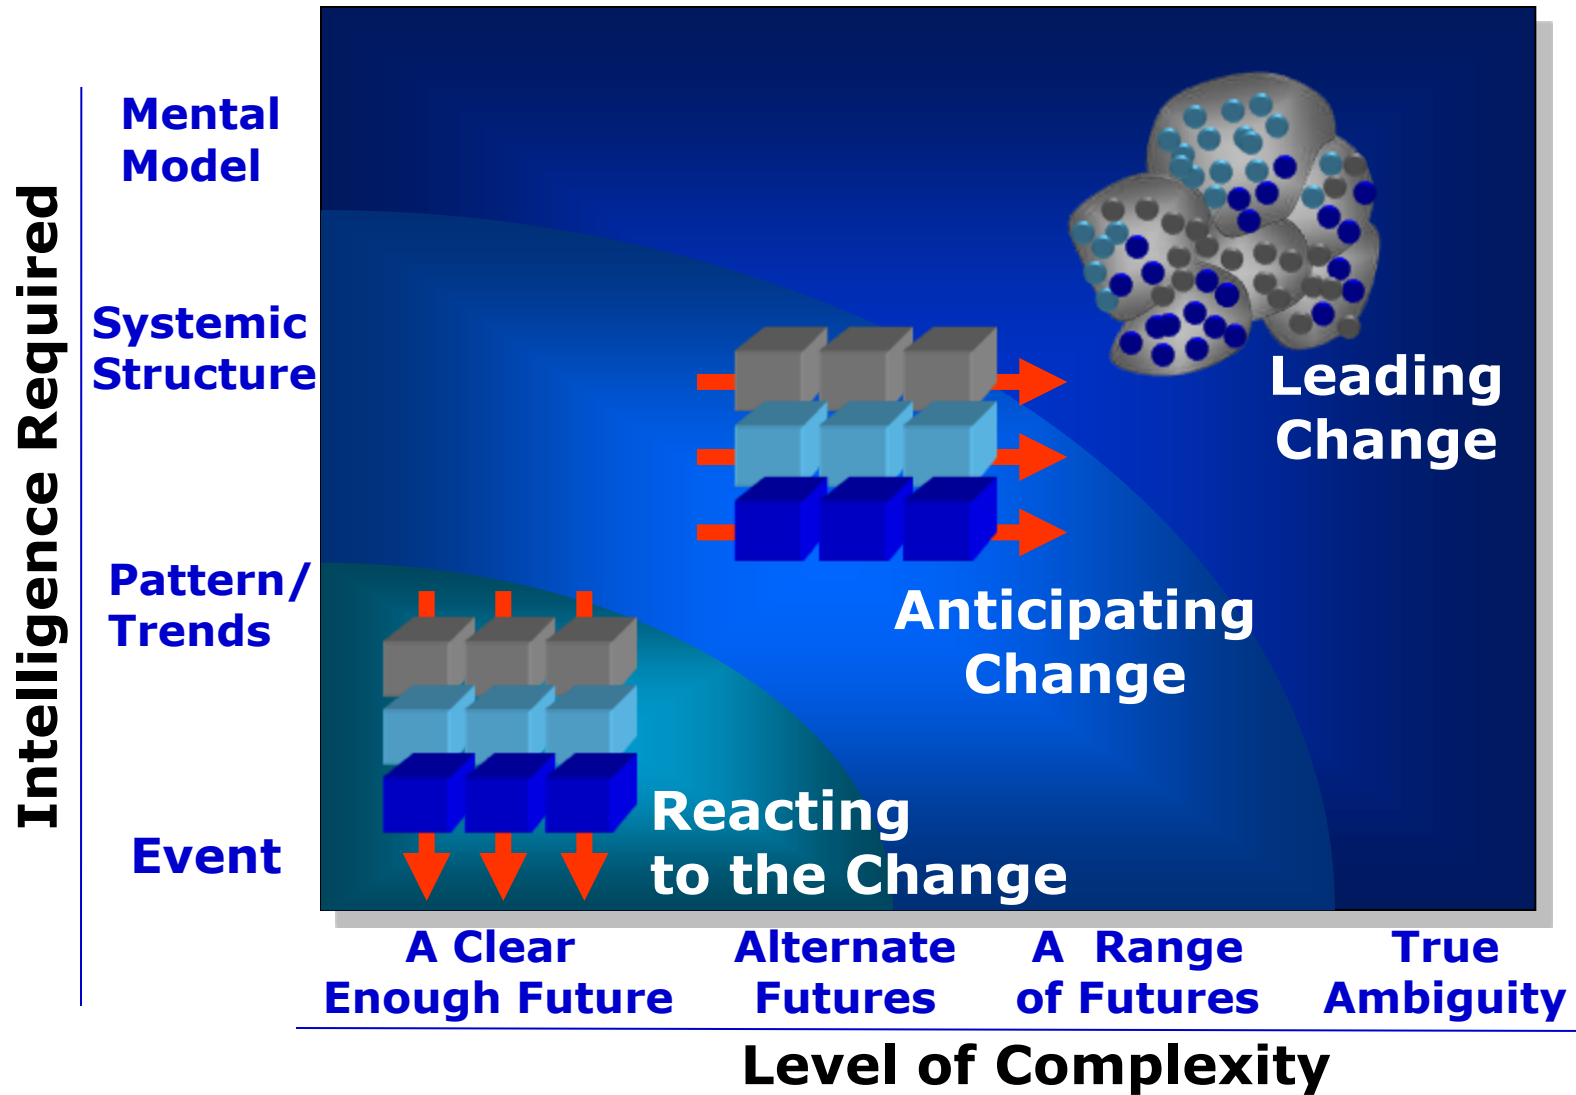 Mental
Model
Systemic
Structure
Pattern/
Trends
Event
Intelligence Required
Leading
Change
Anticipating
Change
Reacting
to the Change
A Clear
Enough Future
Alternate
Futures
A Range
of Futures
True
Ambiguity
Level of Complexity